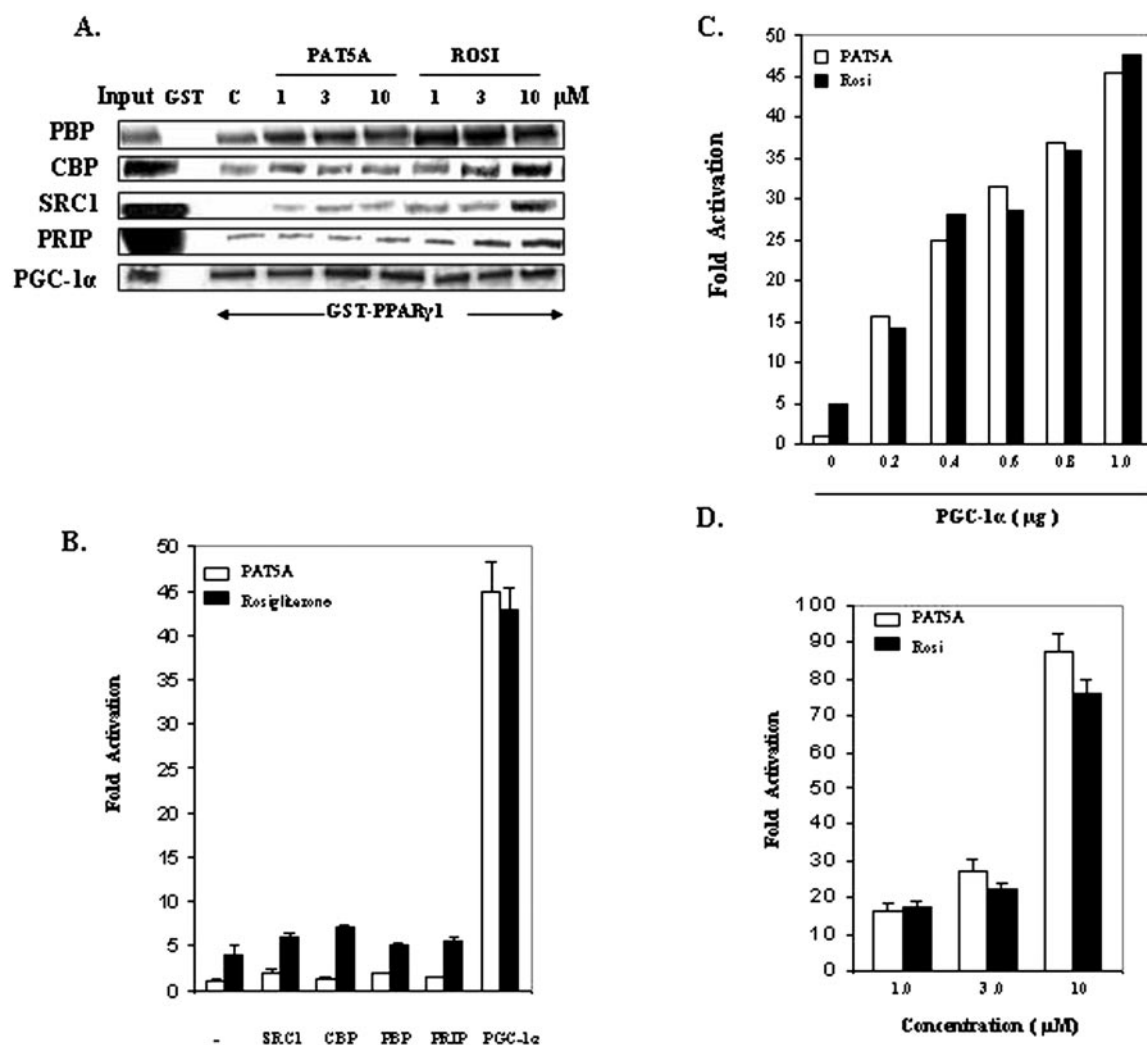 A.
PAT5A ROSI
Input GST C 1 3 10 1 3 10 µM
PBP
CBP
SRC1
PRIP
PGC-1α
GST-PPARγ1
B.
50
45
40
35
30
25
20
15
10
5
0
Fold Activation
PAT5A
Rosiglitazone
- SRC1 CBP PBP PRIP PGC-1α
C.
50
45
40
35
30
25
20
15
10
5
0
Fold Activation
PAT5A
Rosi
0 0.2 0.4 0.6 0.8 1.0
PGC-1α ( µg )
D.
100
90
80
70
60
50
40
30
20
10
0
Fold Activation
PAT5A
Rosi
1.0 3.0 10
Concentration ( µM)